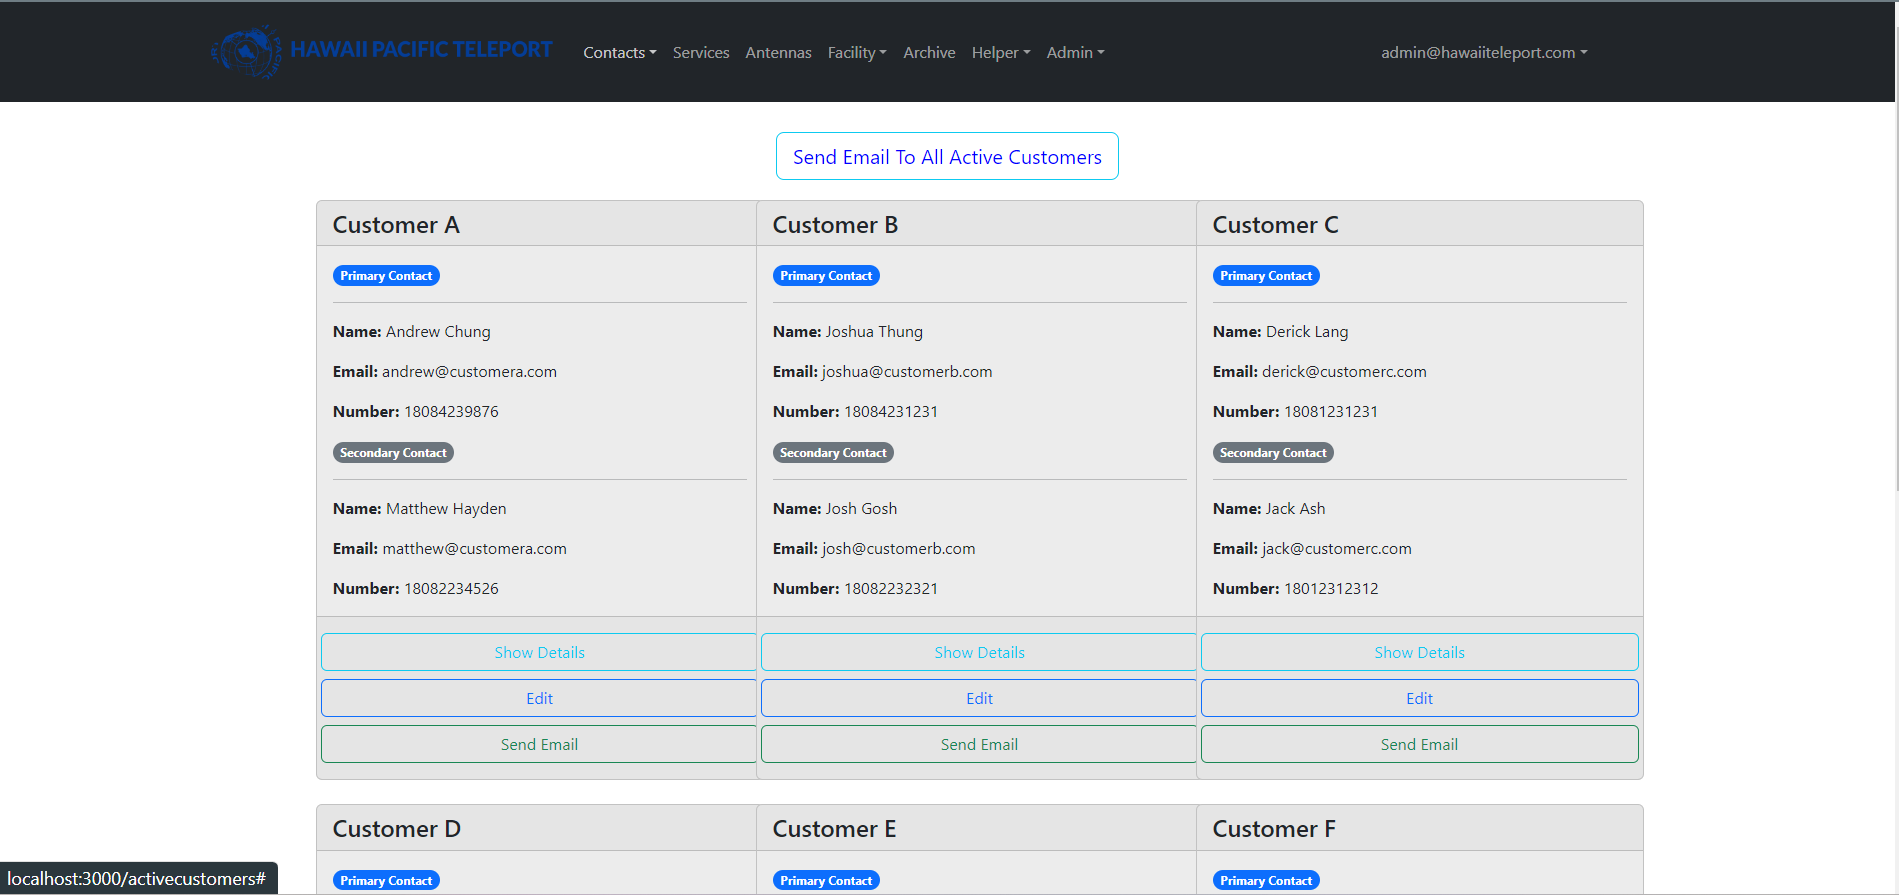 HAWAII PACIFIC TELEPORT Contacts Services Antennas Facility Archive Helper Admin admin@hawaiiteleport.com
Send Email To All Active Customers
Customer A
Primary Contact
Name: Andrew Chung
Email: andrew@customera.com
Number: 18084239876
Secondary Contact
Name: Matthew Hayden
Email: matthew@customera.com
Number: 18082234526
Show Details
Edit
Send Email
Customer B
Primary Contact
Name: Joshua Thung
Email: joshua@customerb.com
Number: 18084231231
Secondary Contact
Name: Josh Gosh
Email: josh@customerb.com
Number: 18082232321
Show Details
Edit
Send Email
Customer C
Primary Contact
Name: Derick Lang
Email: derick@customerc.com
Number: 18081231231
Secondary Contact
Name: Jack Ash
Email: jack@customerc.com
Number: 18012312312
Show Details
Edit
Send Email
Customer D
Primary Contact
Customer E
Primary Contact
Customer F
Primary Contact
localhost:3000/activecustomers#